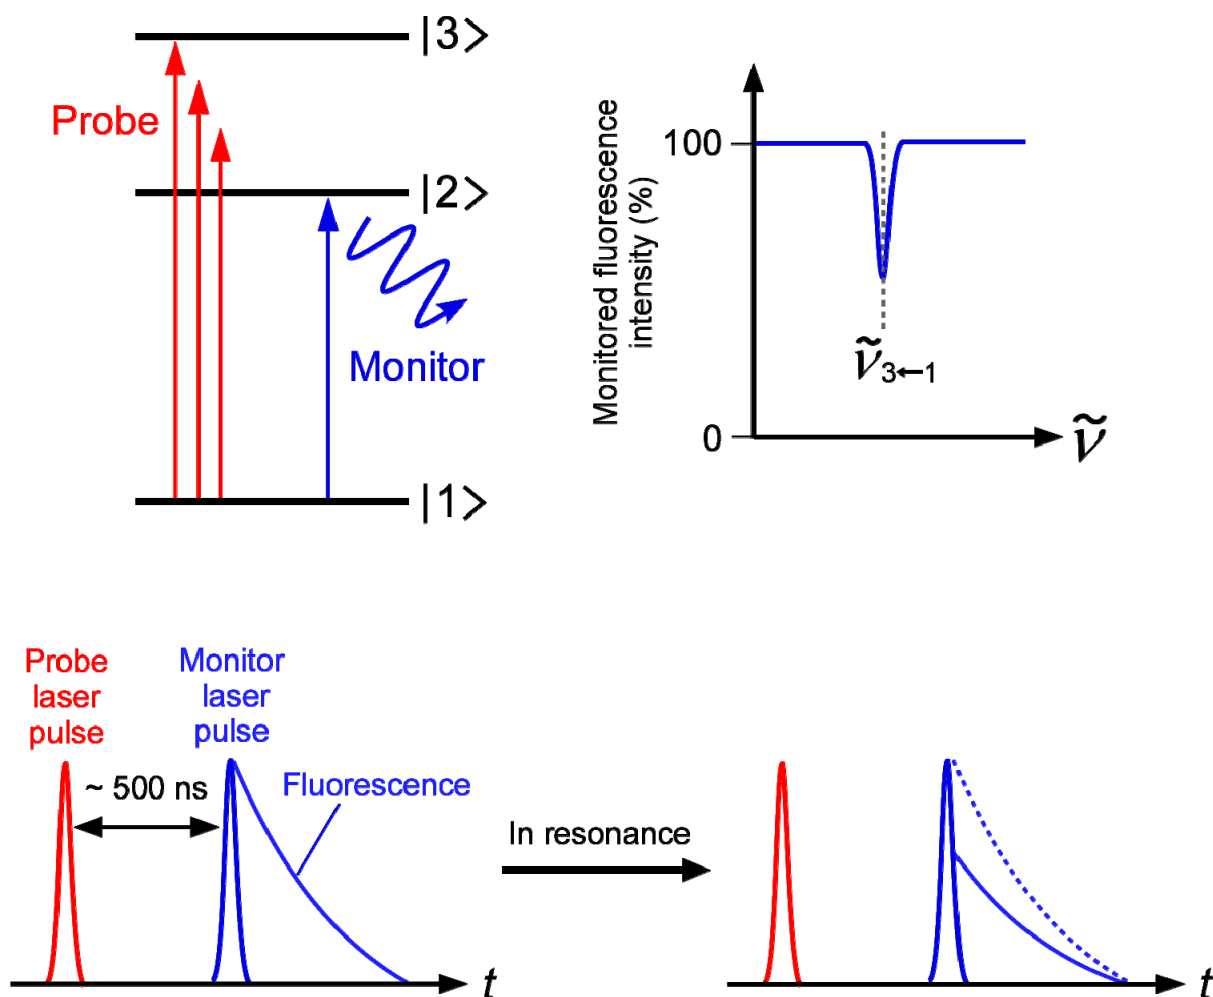 |3>
Probe
|2>
Monitor
|1>
Monitored fluorescence
intensity (%)
100
0
ṽ3←1
ṽ
Probe
laser
pulse
Monitor
laser
pulse
~ 500 ns
Fluorescence
t
In resonance
t